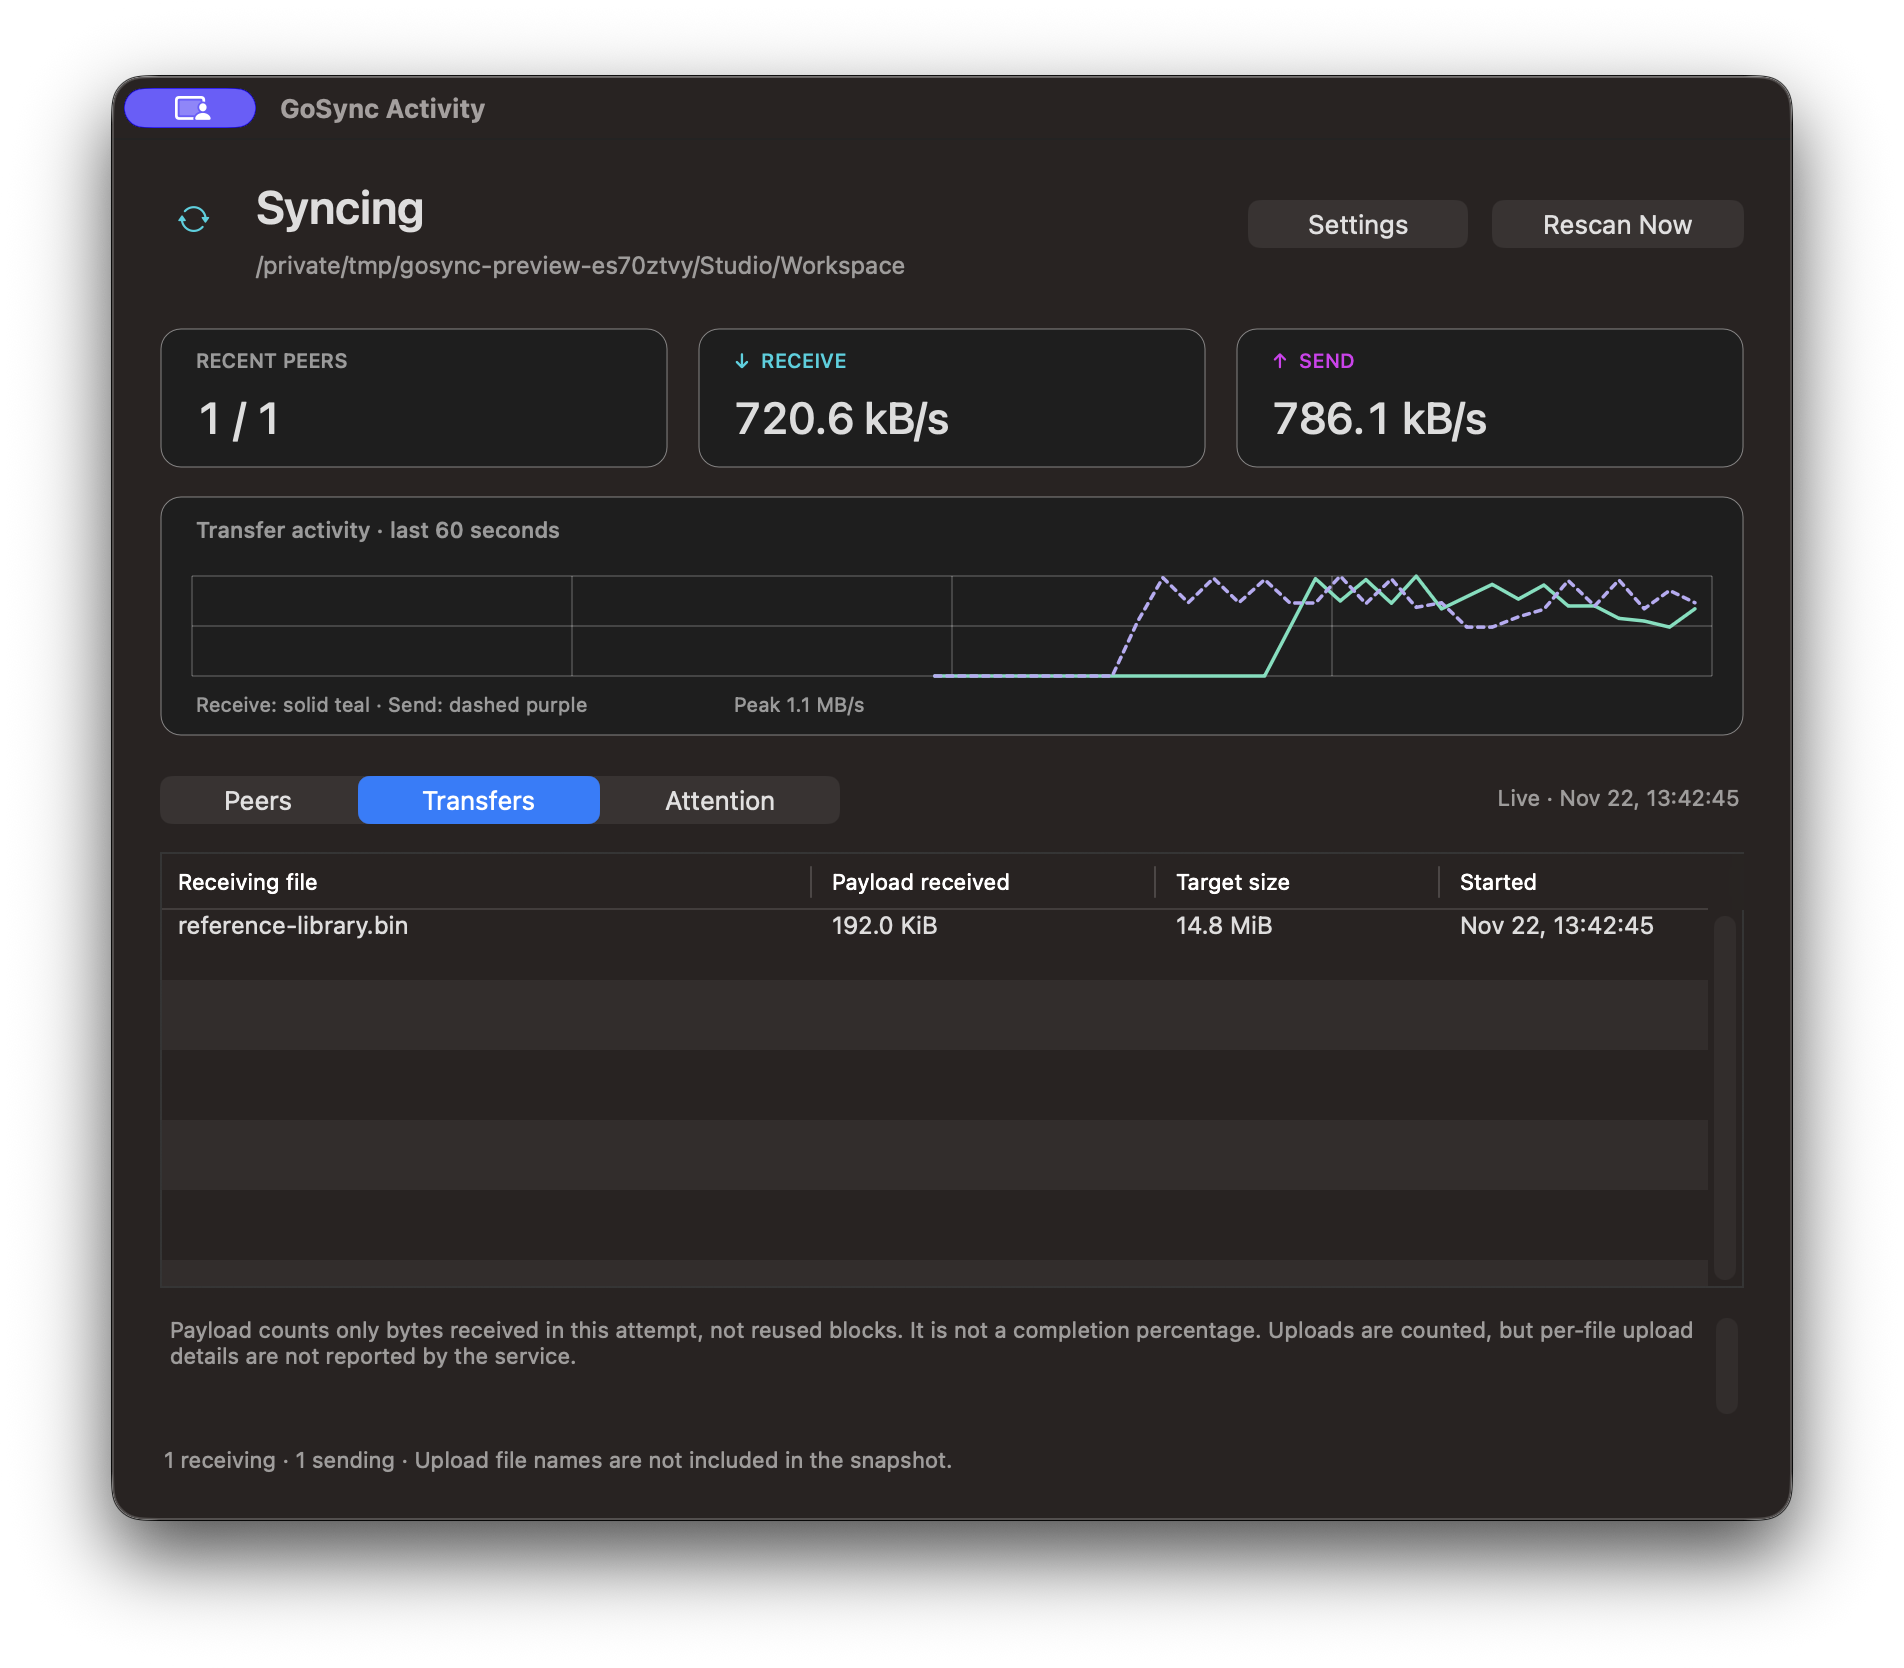 GoSync Activity
Syncing
/private/tmp/gosync-preview-es70ztvy/Studio/Workspace
Settings
Rescan Now
RECENT PEERS
1 / 1
↓ RECEIVE
720.6 kB/s
↑ SEND
786.1 kB/s
Transfer activity · last 60 seconds
Receive: solid teal · Send: dashed purple
Peak 1.1 MB/s
Peers
Transfers
Attention
Live · Nov 22, 13:42:45
Receiving file
Payload received
Target size
Started
reference-library.bin
192.0 KiB
14.8 MiB
Nov 22, 13:42:45
Payload counts only bytes received in this attempt, not reused blocks. It is not a completion percentage. Uploads are counted, but per-file upload
details are not reported by the service.
1 receiving · 1 sending · Upload file names are not included in the snapshot.